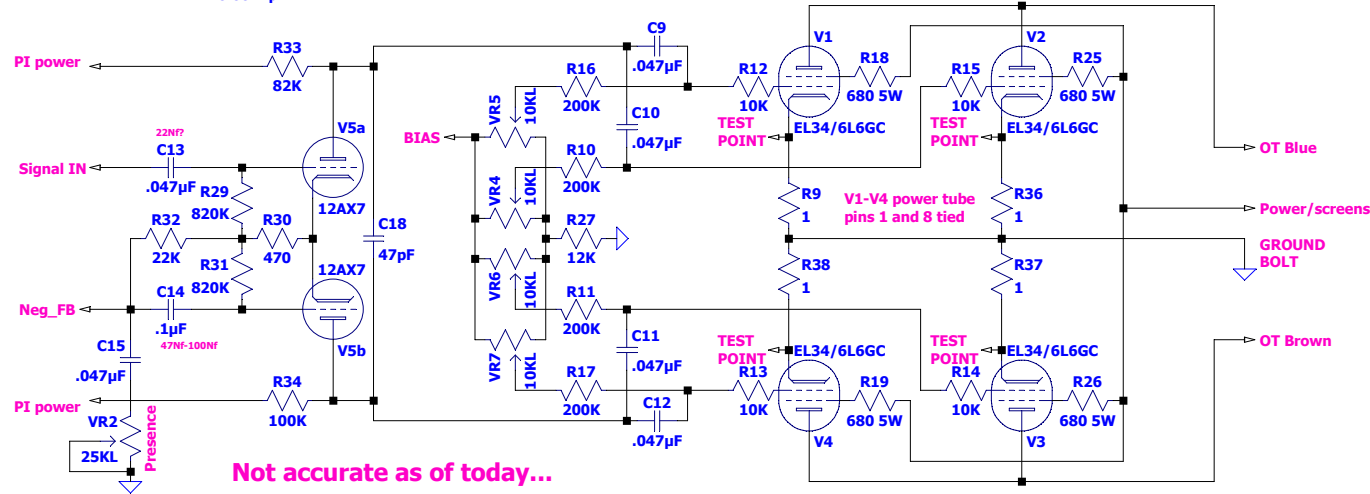 C9
.047µF
V1
V2
PI power
R33
82K
R16
200K
R12
10K
R18
680 5W
R15
10K
R25
680 5W
VR5
10KL
22Nf?
C13
.047µF
V5a
C10
.047µF
TEST
POINT
EL34/6L6GC
TEST
POINT
EL34/6L6GC
BIAS
OT Blue
Signal IN
R29
820K
12AX7
R10
200K
VR4
10KL
R9
1
V1-V4 power tube
pins 1 and 8 tied
R36
1
R32
22K
R30
470
C18
47pF
R27
12K
Power/screens
GROUND
BOLT
R31
820K
12AX7
VR6
10KL
R38
1
R37
1
Neg_FB
C14
.1µF
47Nf-100Nf
R11
200K
C15
.047µF
V5b
VR7
10KL
C11
.047µF
TEST
POINT
EL34/6L6GC
TEST
POINT
EL34/6L6GC
OT Brown
PI power
R34
100K
R17
200K
R13
10K
R19
680 5W
R14
10K
R26
680 5W
C12
.047µF
VR2
25KL
Presence
V4
V3
Not accurate as of today...